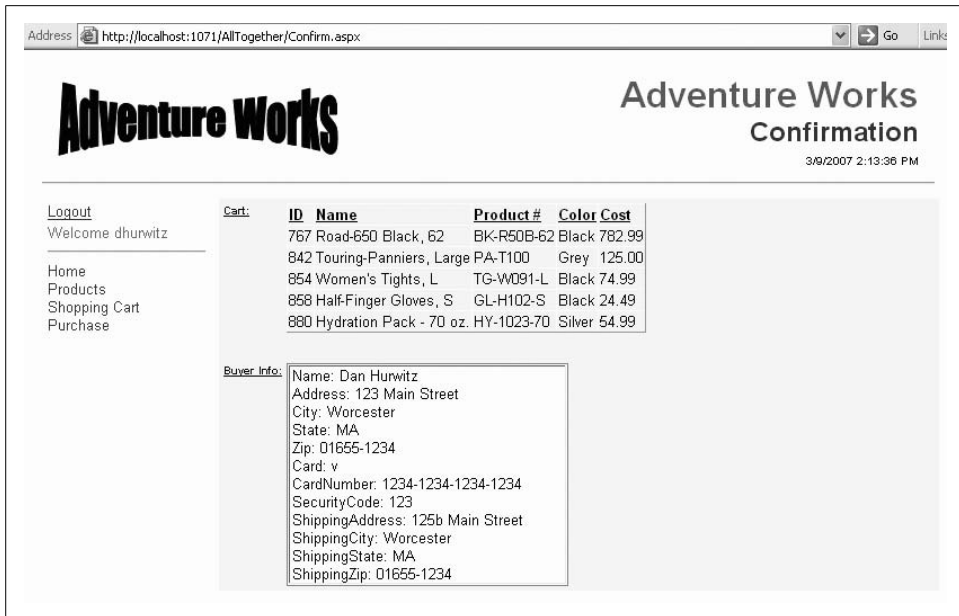 Address http://localhost:1071/AllTogether/Confirm.aspx Go Links
Adventure Works
Adventure Works
Confirmation
3/9/2007 2:13:36 PM
Logout
Welcome dhurwitz
Home
Products
Shopping Cart
Purchase
Cart:
ID Name Product # Color Cost
767 Road-650 Black, 62 BK-R50B-62 Black 782.99
842 Touring-Panniers, Large PA-T100 Grey 125.00
854 Women's Tights, L TG-W091-L Black 74.99
858 Half-Finger Gloves, S GL-H102-S Black 24.49
880 Hydration Pack - 70 oz. HY-1023-70 Silver 54.99
Buyer Info:
Name: Dan Hurwitz
Address: 123 Main Street
City: Worcester
State: MA
Zip: 01655-1234
Card: v
CardNumber: 1234-1234-1234-1234
SecurityCode: 123
ShippingAddress: 125b Main Street
ShippingCity: Worcester
ShippingState: MA
ShippingZip: 01655-1234